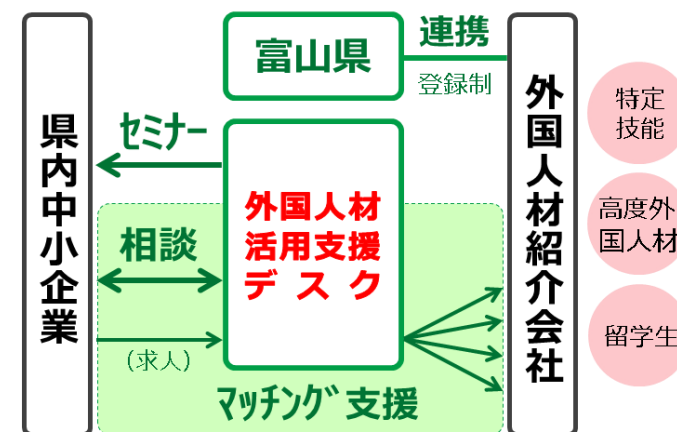 富山県
連携
登録制
県内中小企業
セミナー
外国人材
活用支援
デスク
相談
(求人)
マッチング支援
外国人材紹介会社
特定
技能
高度外
国人材
留学生